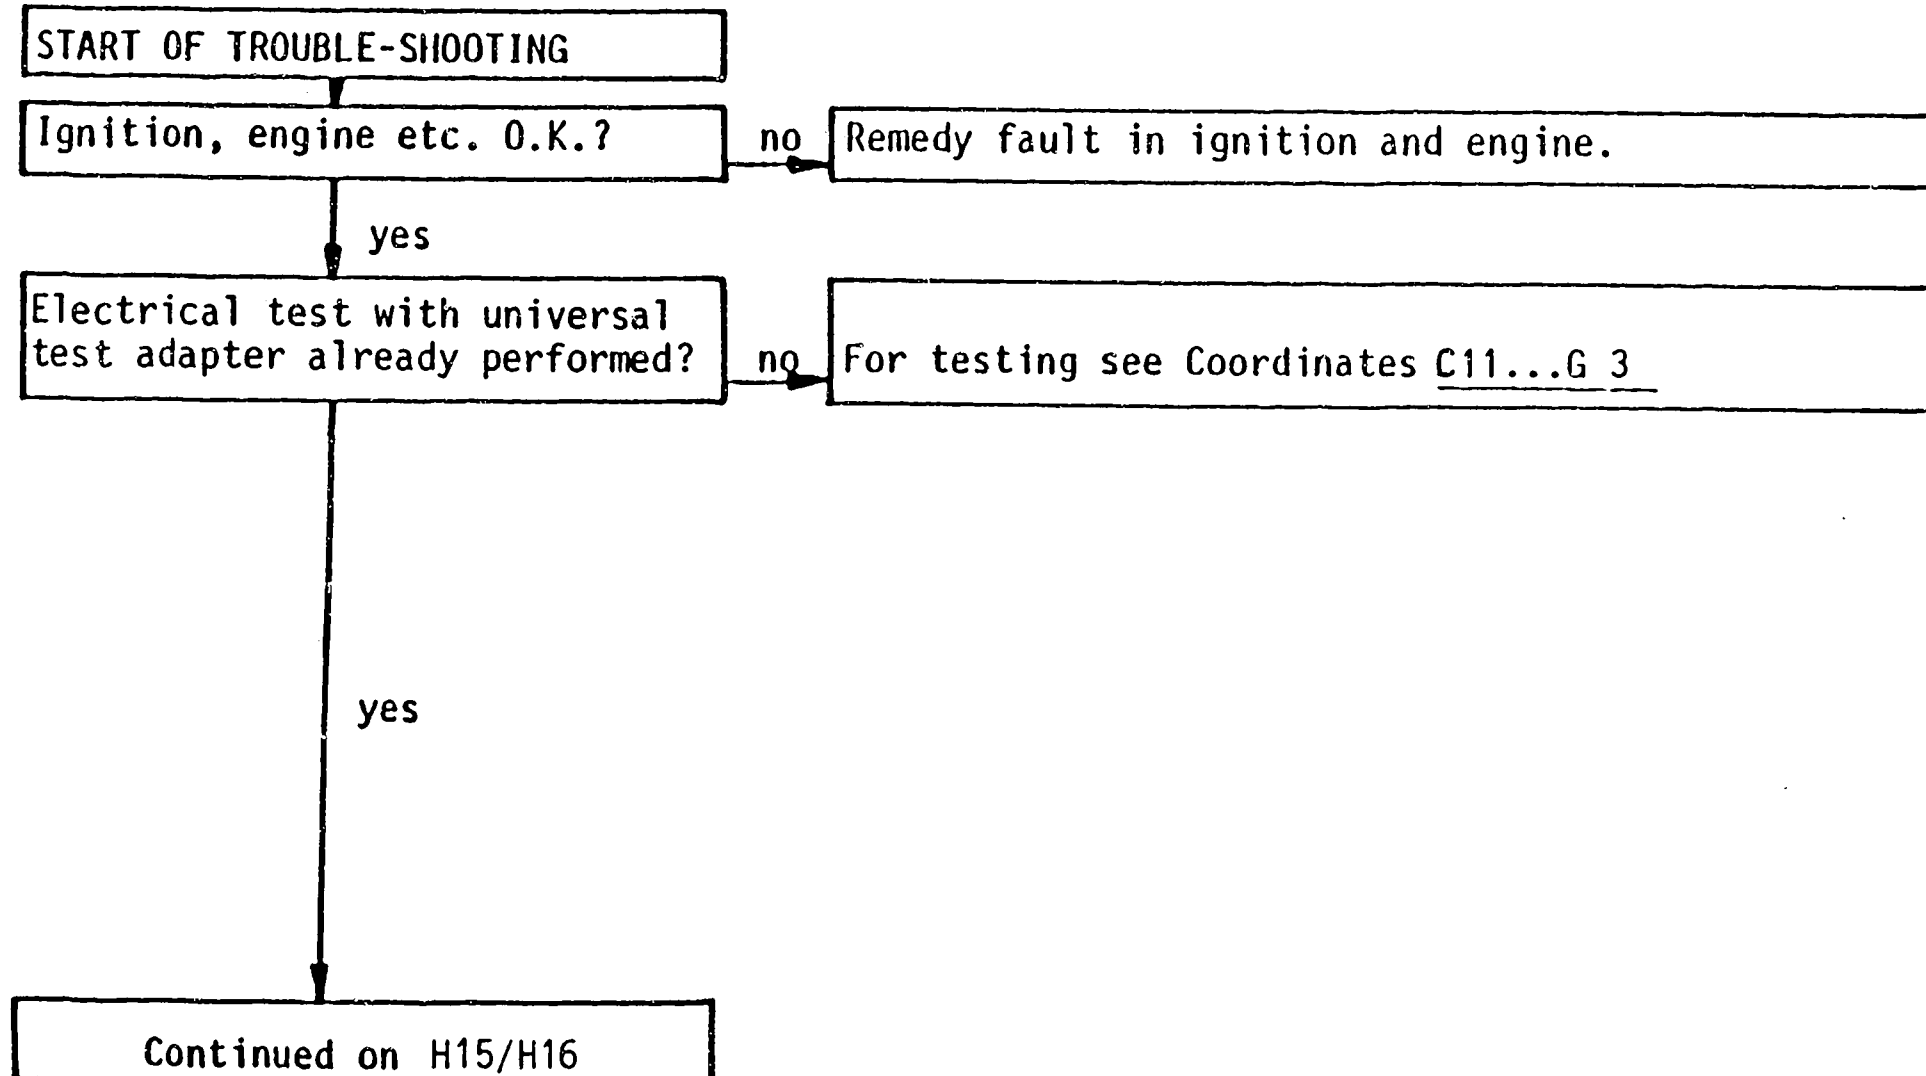 START OF TROUBLE-SHOOTING
Ignition, engine etc. O.K.?
no
Remedy fault in ignition and engine.
yes
Electrical test with universal
test adapter already performed?
no
For testing see Coordinates C11...G 3
yes
Continued on H15/H16